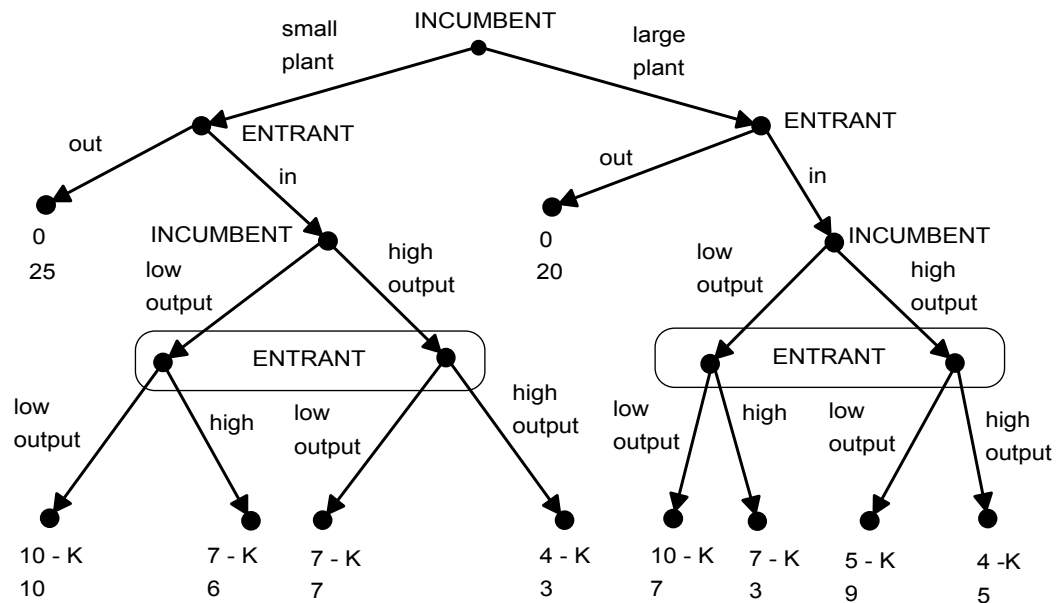 INCUMBENT
small
plant
large
plant
ENTRANT
ENTRANT
out
in
out
in
0
25
INCUMBENT
0
20
INCUMBENT
low
output
high
output
low
output
high
output
ENTRANT
ENTRANT
low
output
high
low
output
high
output
low
output
high
low
output
high
output
10 - K
10
7 - K
6
7 - K
7
4 - K
3
10 - K
7
7 - K
3
5 - K
9
4 -K
5